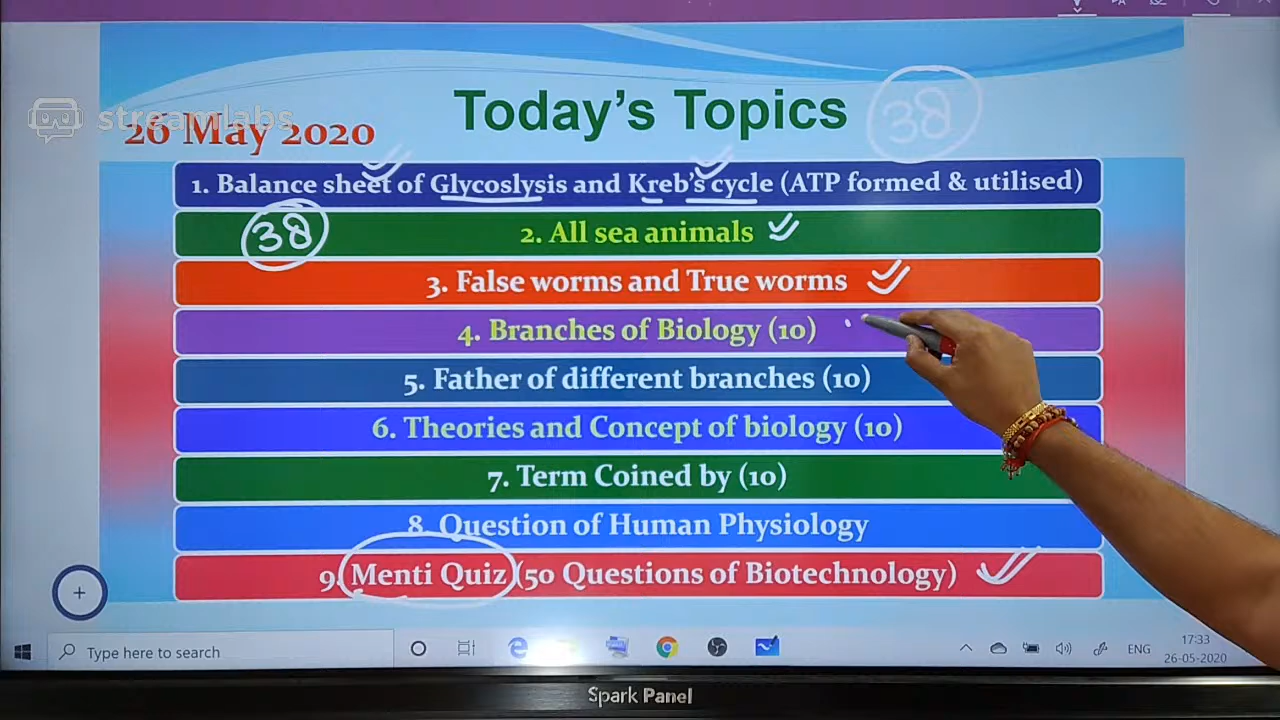 streamlabs
26 May 2020
Today's Topics
38
1. Balance sheet of Glycoslysis and Kreb's cycle (ATP formed & utilised)
38
2. All sea animals
3. False worms and True worms
4. Branches of Biology (10)
5. Father of different branches (10)
6. Theories and Concept of biology (10)
7. Term Coined by (10)
8. Question of Human Physiology
9. Menti Quiz (50 Questions of Biotechnology)
Type here to search
ENG
17:33
26-05-2020
Spark Panel